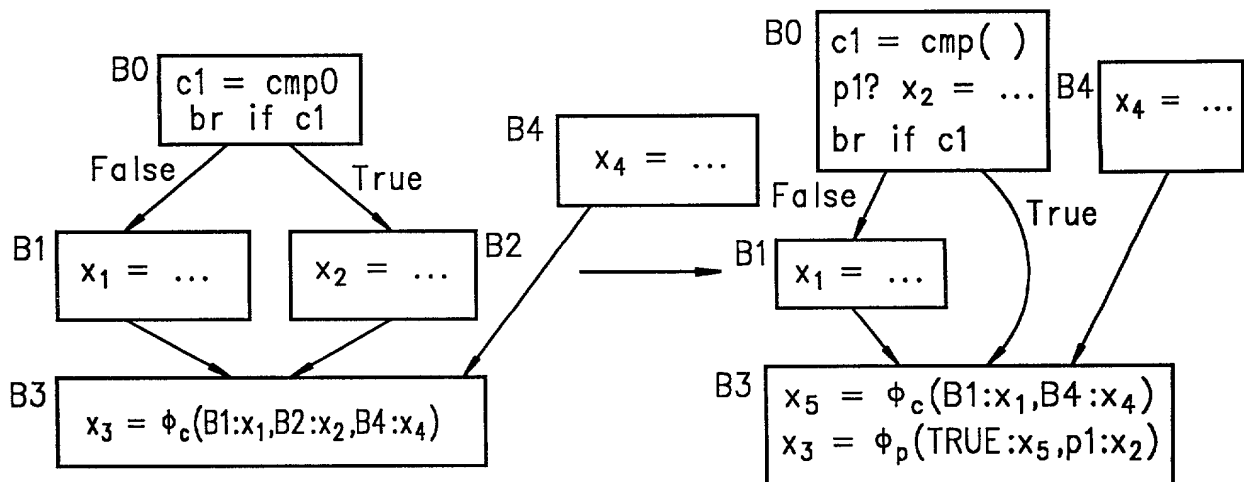 B0
c1 = cmp0
br if c1
False
True
B4
x₄ = ...
B1
x₁ = ...
x₂ = ...
B2
B3
x₃ = ϕc(B1:x₁,B2:x₂,B4:x₄)
B0
c1 = cmp( )
p1? x₂ = ...
br if c1
B4
x₄ = ...
False
True
B1
x₁ = ...
B3
x₅ = ϕc(B1:x₁,B4:x₄)
x₃ = ϕp(TRUE:x₅,p1:x₂)